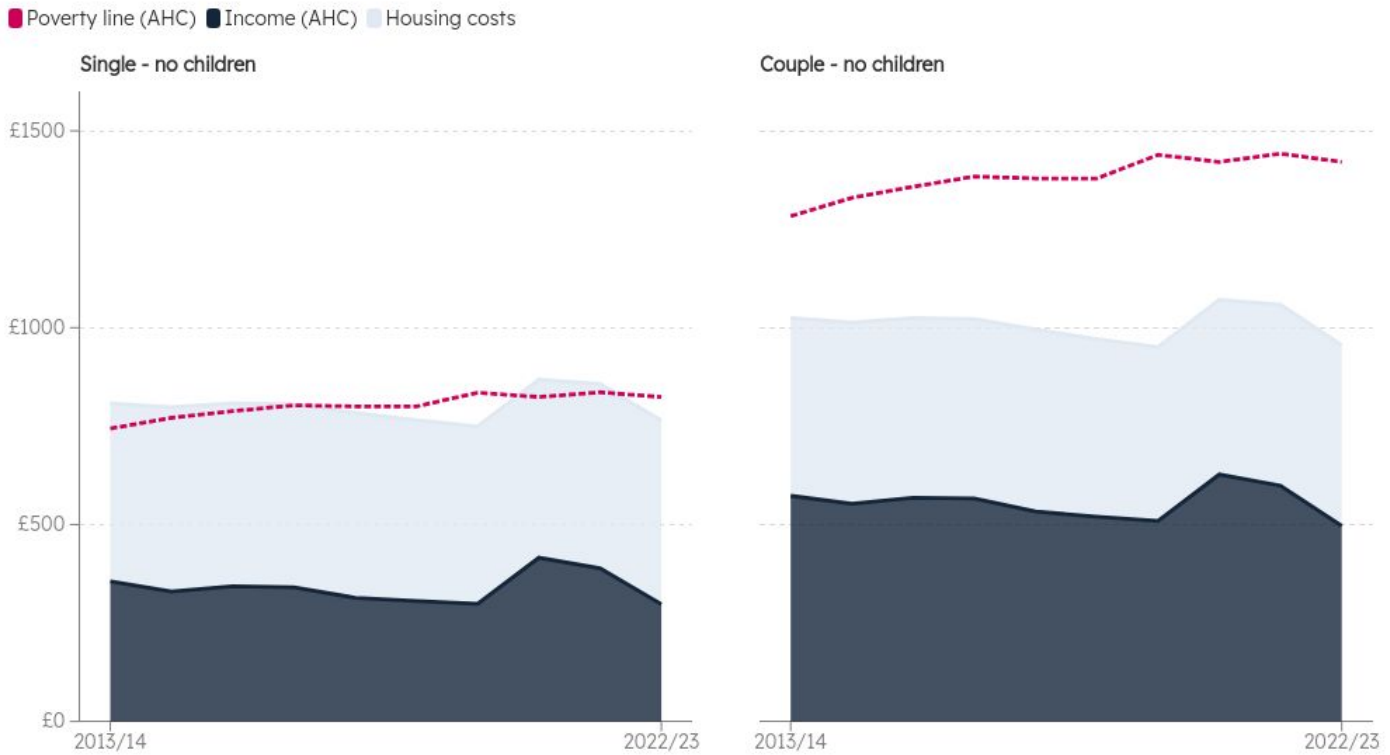 Poverty line (AHC) Income (AHC) Housing costs
Single - no children
Couple - no children
£1500
£1000
£500
£0
2013/14 2022/23
2013/14 2022/23